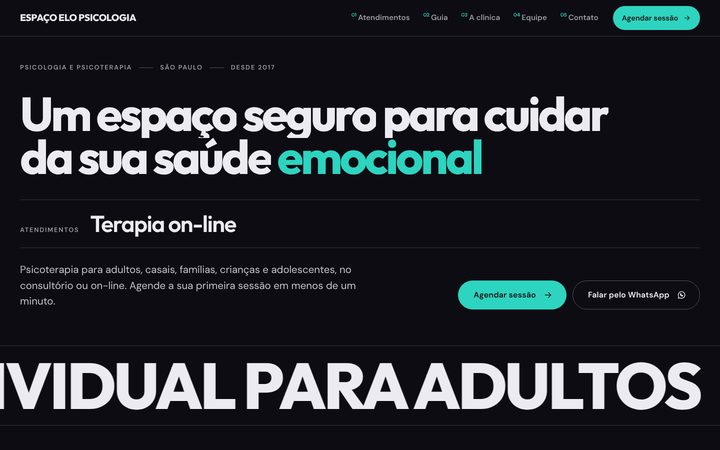 ESPAÇO ELO PSICOLOGIA
01 Atendimentos
02 Guia
03 A clínica
04 Equipe
05 Contato
Agendar sessão →
PSICOLOGIA E PSICOTERAPIA — SÃO PAULO — DESDE 2017
Um espaço seguro para cuidar
da sua saúde emocional
ATENDIMENTOS Terapia on-line
Psicoterapia para adultos, casais, famílias, crianças e adolescentes, no
consultório ou on-line. Agende a sua primeira sessão em menos de um
minuto.
Agendar sessão →
Falar pelo WhatsApp
IVIDUAL PARA ADULTOS